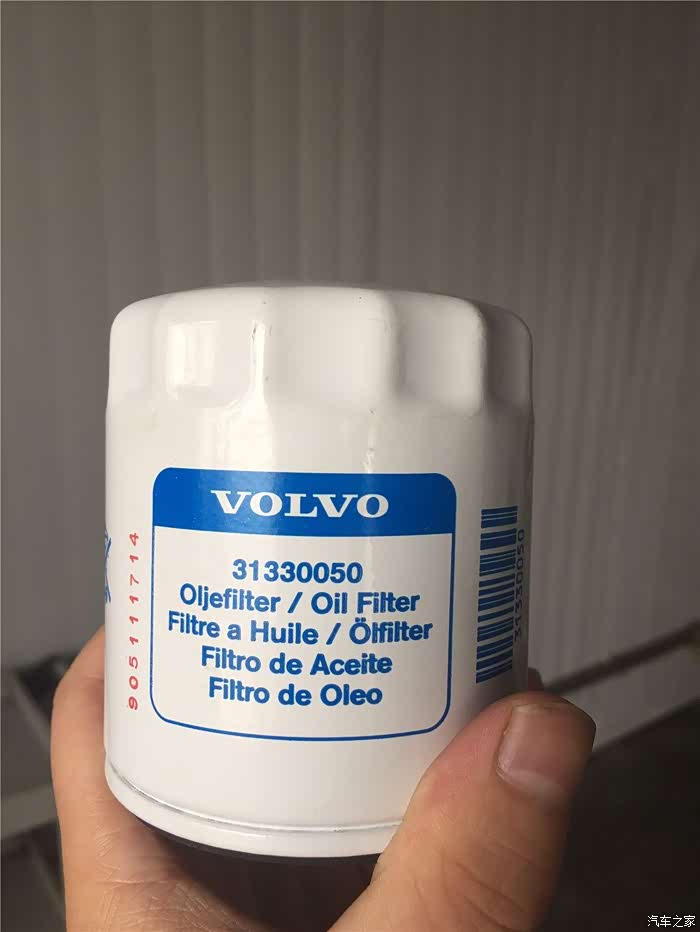 VOLVO
31330050
Oljefilter / Oil Filter
Filtre a Huile / Ölfilter
Filtro de Aceite
Filtro de Oleo
905111714
31330050
汽车之家